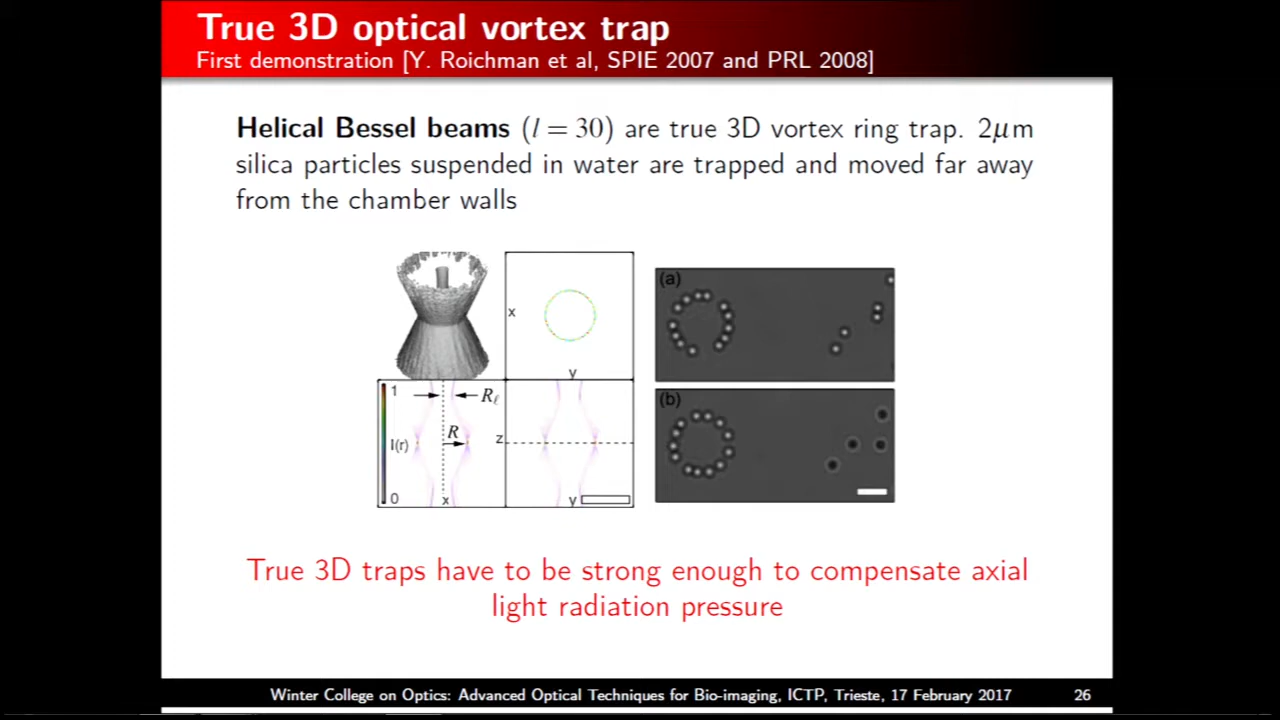 True 3D optical vortex trap
First demonstration [Y. Roichman et al, SPIE 2007 and PRL 2008]
Helical Bessel beams (l = 30) are true 3D vortex ring trap. 2μm
silica particles suspended in water are trapped and moved far away
from the chamber walls
x
y
1
I(r)
0
R
Rℓ
x
z
y
(a)
(b)
True 3D traps have to be strong enough to compensate axial
light radiation pressure
Winter College on Optics: Advanced Optical Techniques for Bio-imaging, ICTP, Trieste, 17 February 2017 26